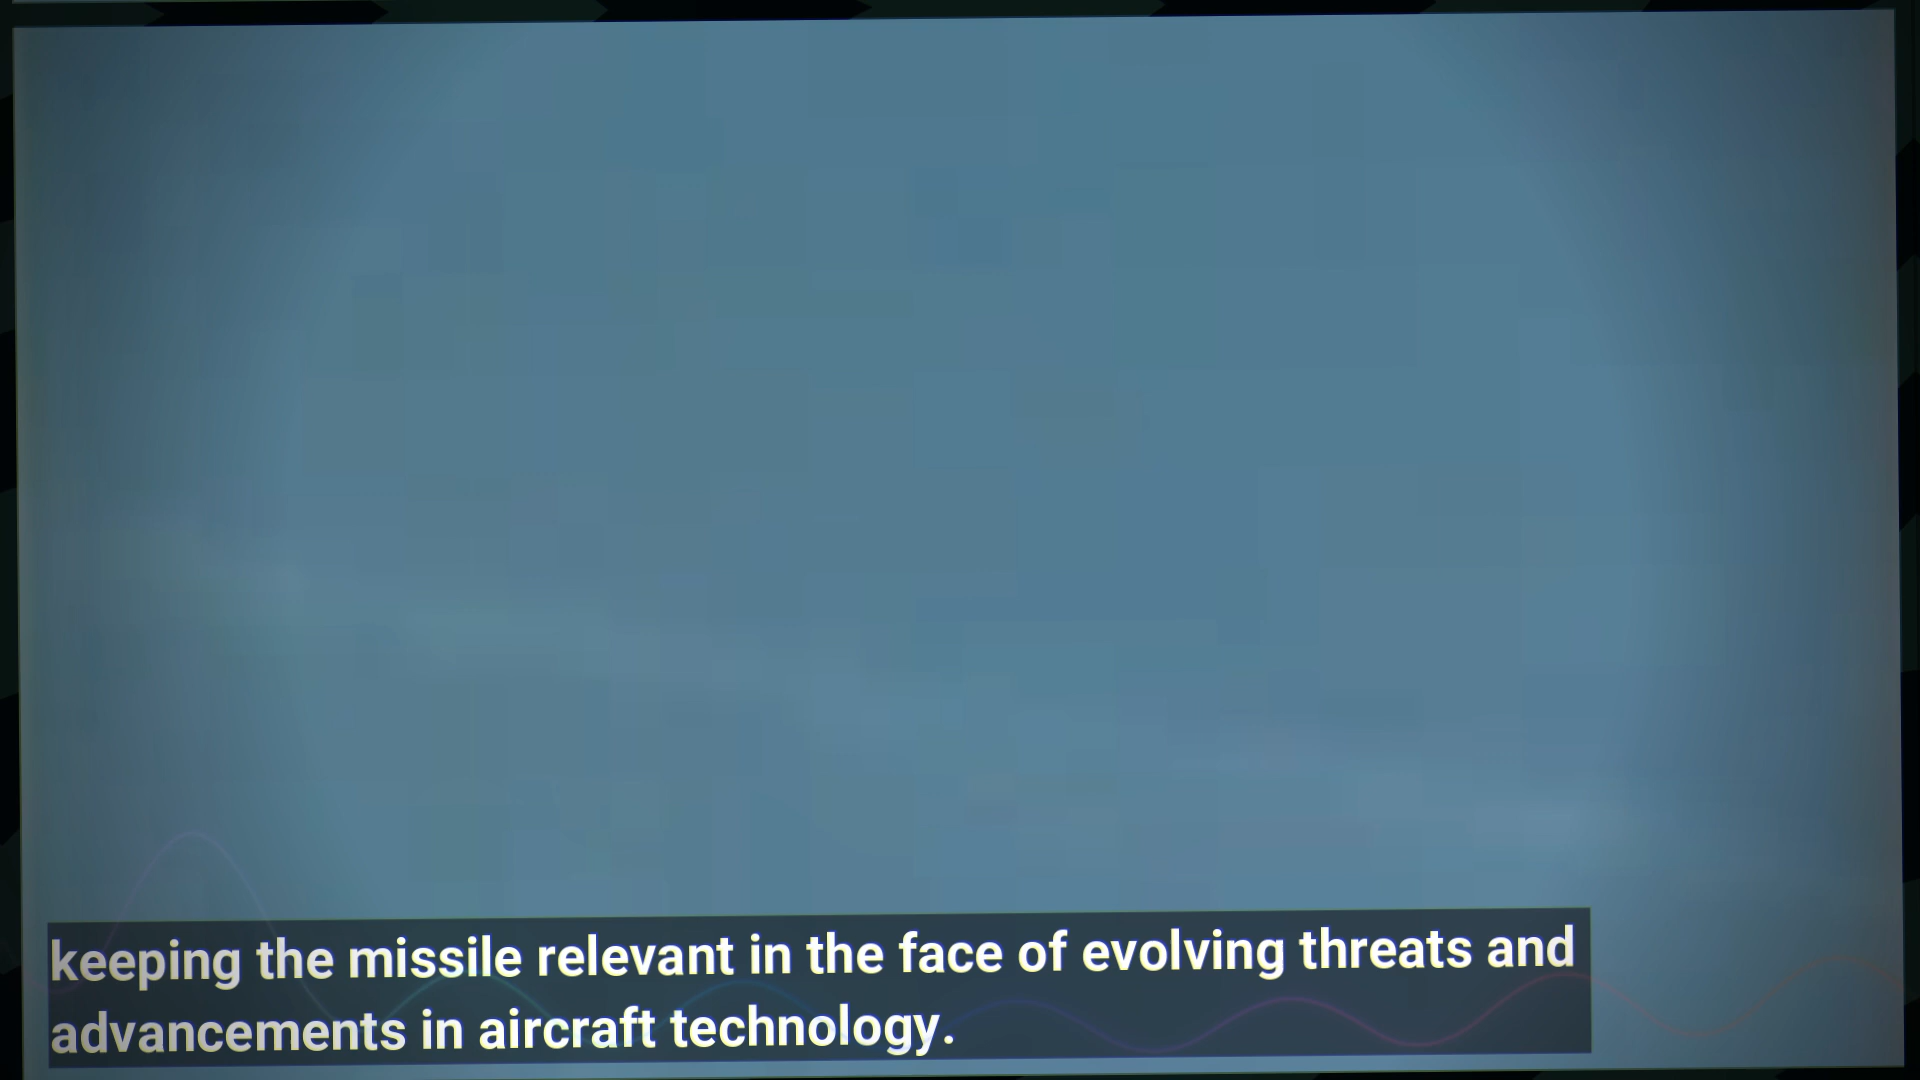 keeping the missile relevant in the face of evolving threats and
advancements in aircraft technology.